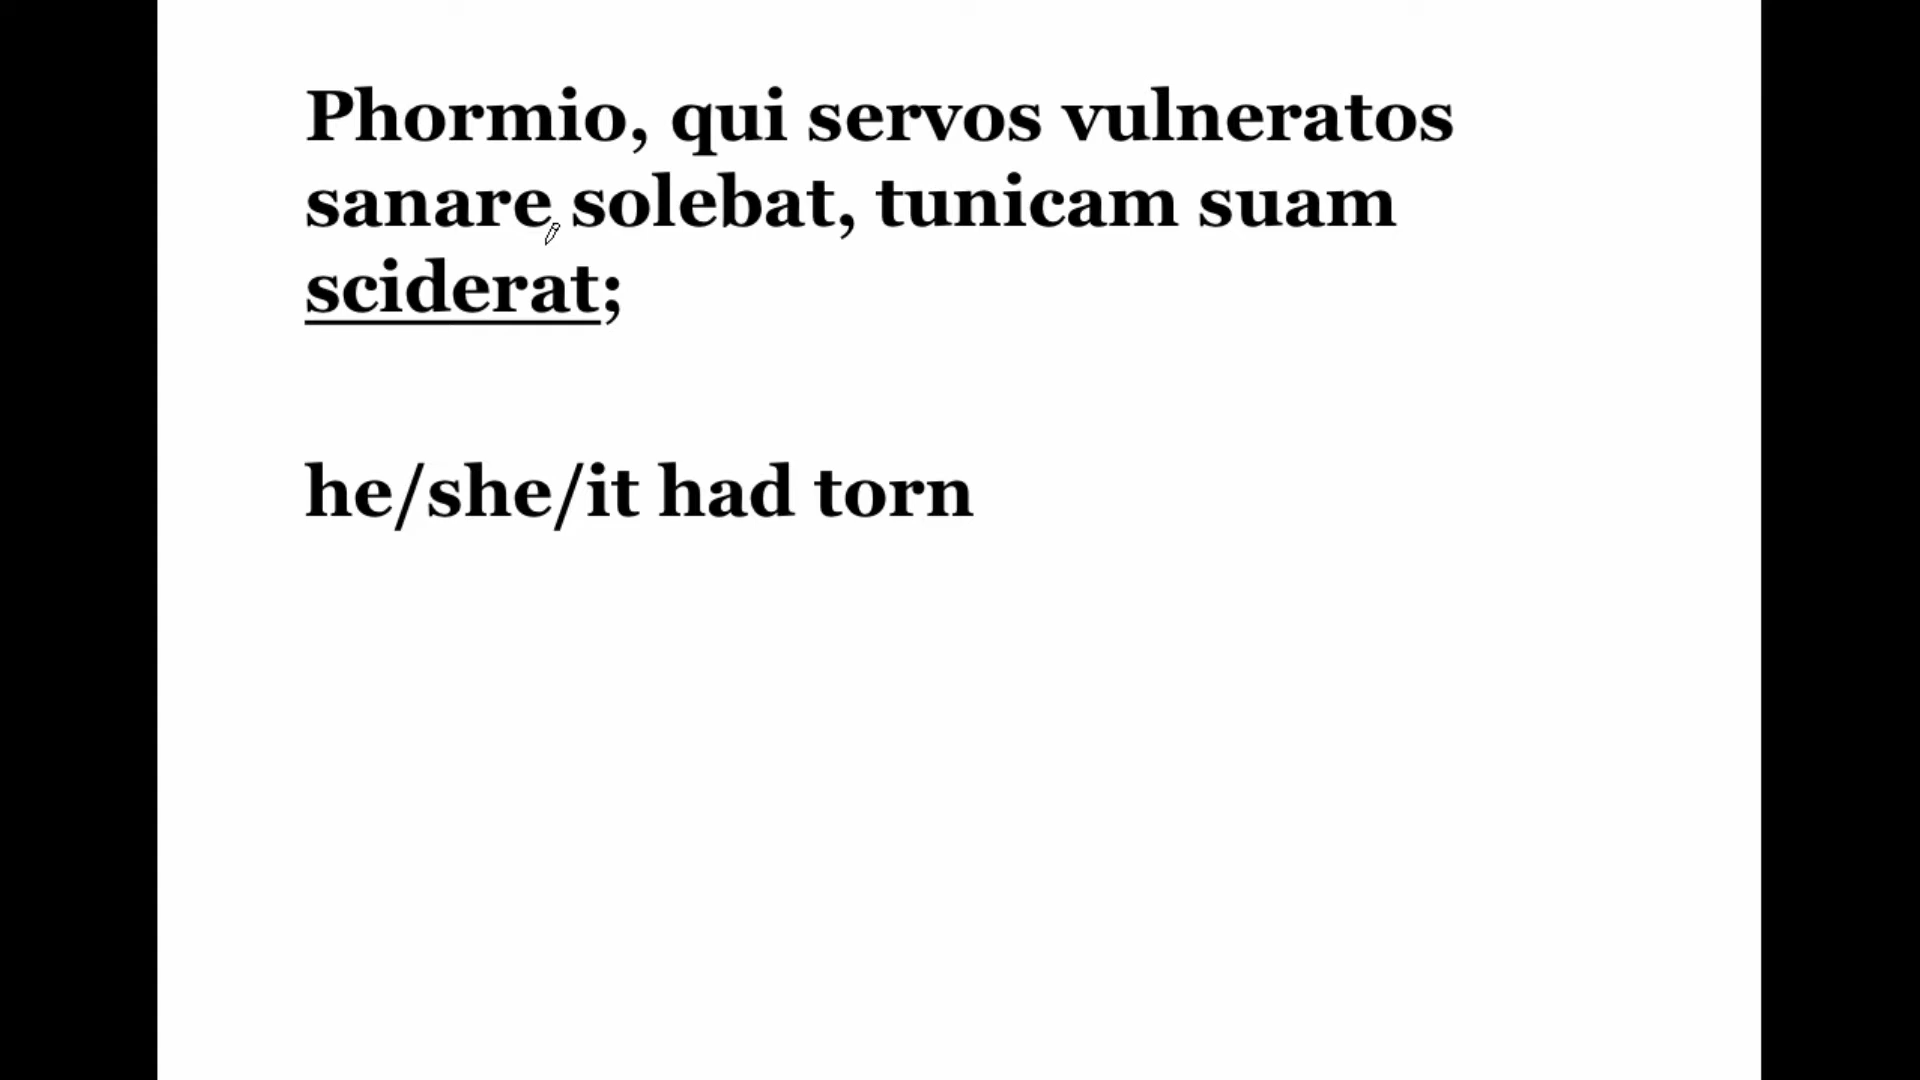 Phormio, qui servos vulneratos
sanare solebat, tunicam suam
sciderat;
he/she/it had torn